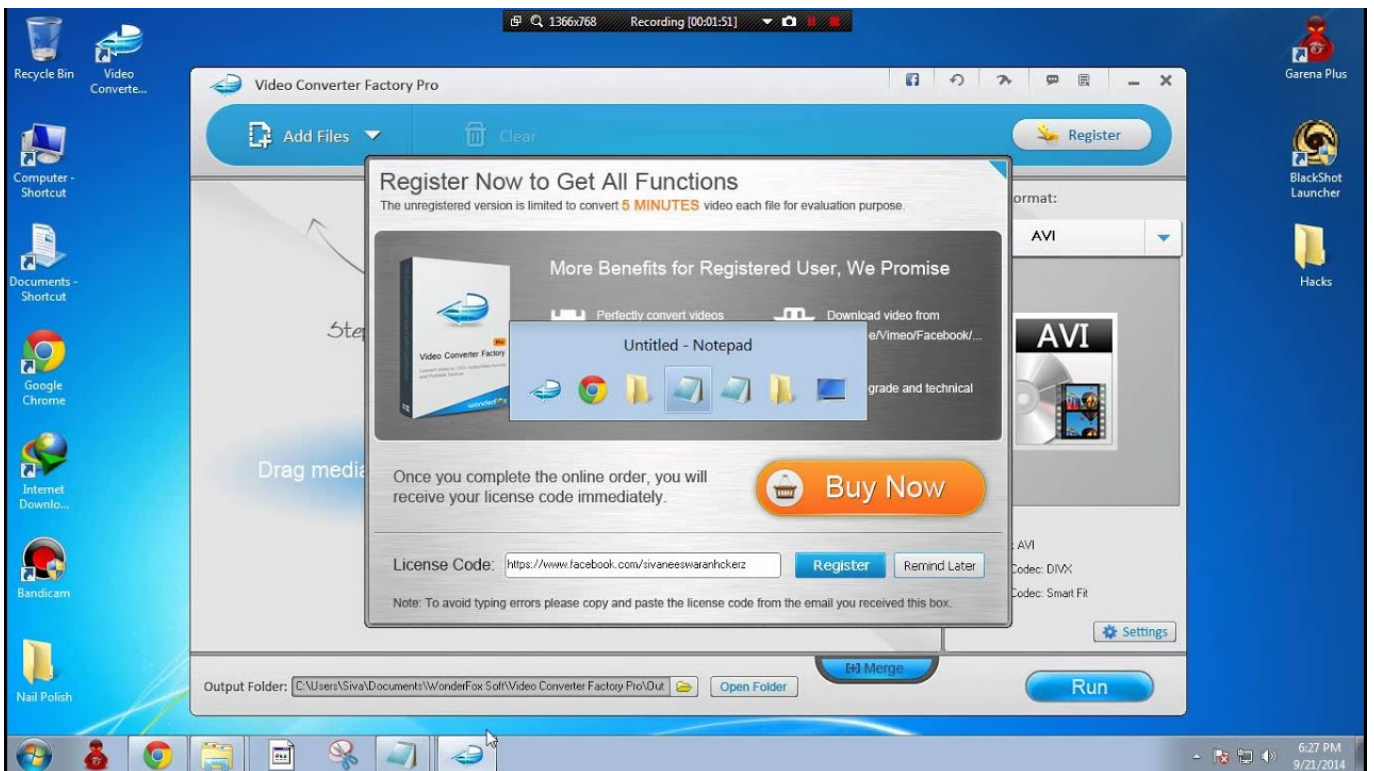 1366x768 Recording [00:01:51]
Recycle Bin
Video
Converte...
Computer -
Shortcut
Documents -
Shortcut
Google
Chrome
Internet
Downlo...
Bandicam
Nail Polish
Garena Plus
BlackShot
Launcher
Hacks
Video Converter Factory Pro
Add Files
Clear
Register
Register Now to Get All Functions
The unregistered version is limited to convert 5 MINUTES video each file for evaluation purpose.
More Benefits for Registered User, We Promise
Perfectly convert videos
Download video from
e/Vimeo/Facebook/...
grade and technical
Untitled - Notepad
Video Converter Factory
Pro
wonderfox
Once you complete the online order, you will
receive your license code immediately.
Buy Now
License Code: https://www.facebook.com/sivaneeswaranhckerz Register Remind Later
Note: To avoid typing errors please copy and paste the license code from the email you received this box.
Ste
Drag media
ormat:
AVI
AVI
: AVI
Codec: DIVX
Codec: Smart Fit
Settings
Merge
Output Folder: C:\Users\Siva\Documents\WonderFox Soft\Video Converter Factory Pro\Out Open Folder
Run
6:27 PM
9/21/2014